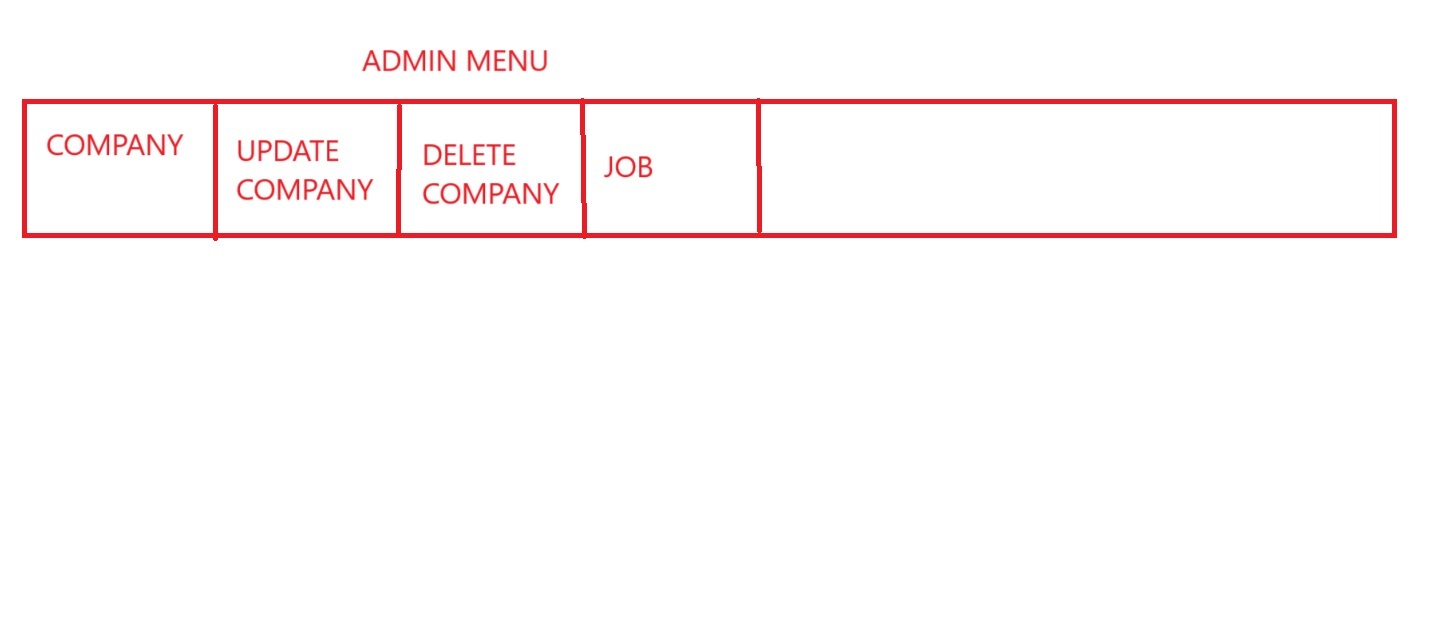 ADMIN MENU
COMPANY
UPDATE
COMPANY
DELETE
COMPANY
JOB